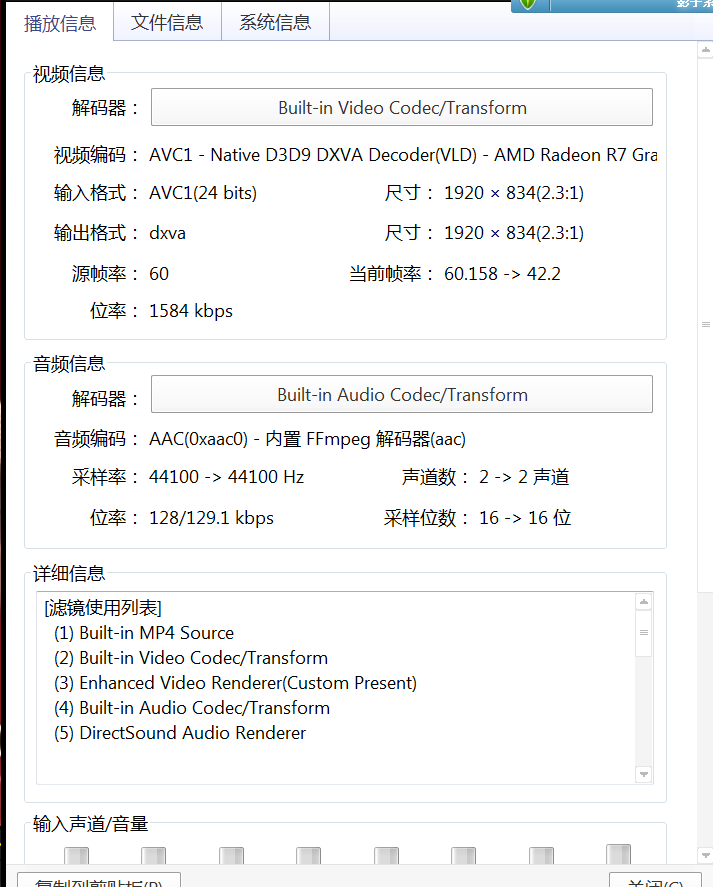 播放信息 文件信息 系统信息
视频信息
解码器： Built-in Video Codec/Transform
视频编码： AVC1 - Native D3D9 DXVA Decoder(VLD) - AMD Radeon R7 Gra
输入格式： AVC1(24 bits) 尺寸： 1920 × 834(2.3:1)
输出格式： dxva 尺寸： 1920 × 834(2.3:1)
源帧率： 60 当前帧率： 60.158 -> 42.2
位率： 1584 kbps
音频信息
解码器： Built-in Audio Codec/Transform
音频编码： AAC(0xaac0) - 内置 FFmpeg 解码器(aac)
采样率： 44100 -> 44100 Hz 声道数： 2 -> 2 声道
位率： 128/129.1 kbps 采样位数： 16 -> 16 位
详细信息
[滤镜使用列表]
(1) Built-in MP4 Source
(2) Built-in Video Codec/Transform
(3) Enhanced Video Renderer(Custom Present)
(4) Built-in Audio Codec/Transform
(5) DirectSound Audio Renderer
输入声道/音量
复制到剪贴板(P) 关闭(C)